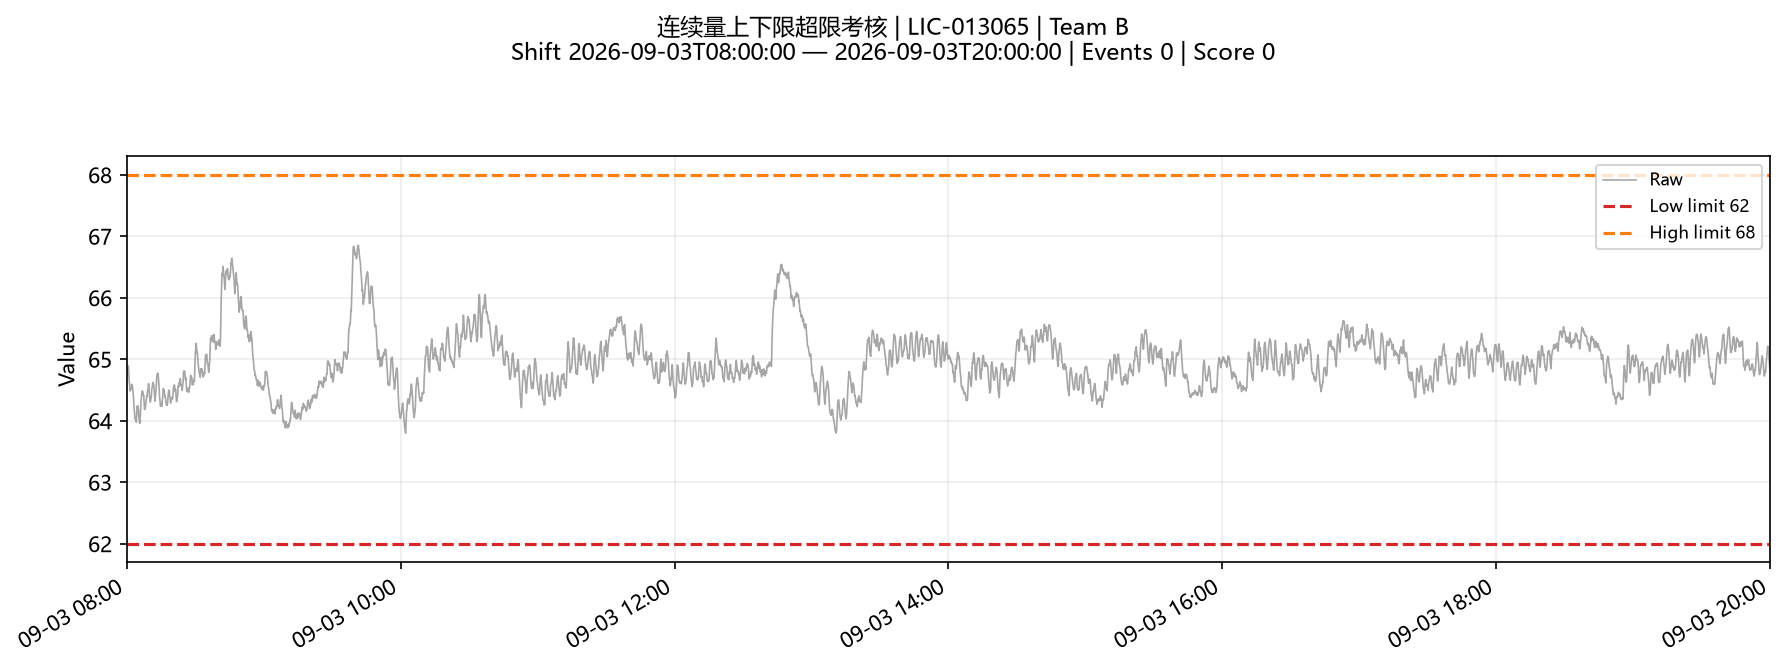 连续量上下限超限考核 | LIC-013065 | Team B
Shift 2026-09-03T08:00:00 — 2026-09-03T20:00:00 | Events 0 | Score 0
68
67
66
65
64
63
62
Value
Raw
Low limit 62
High limit 68
09-03 08:00
09-03 10:00
09-03 12:00
09-03 14:00
09-03 16:00
09-03 18:00
09-03 20:00